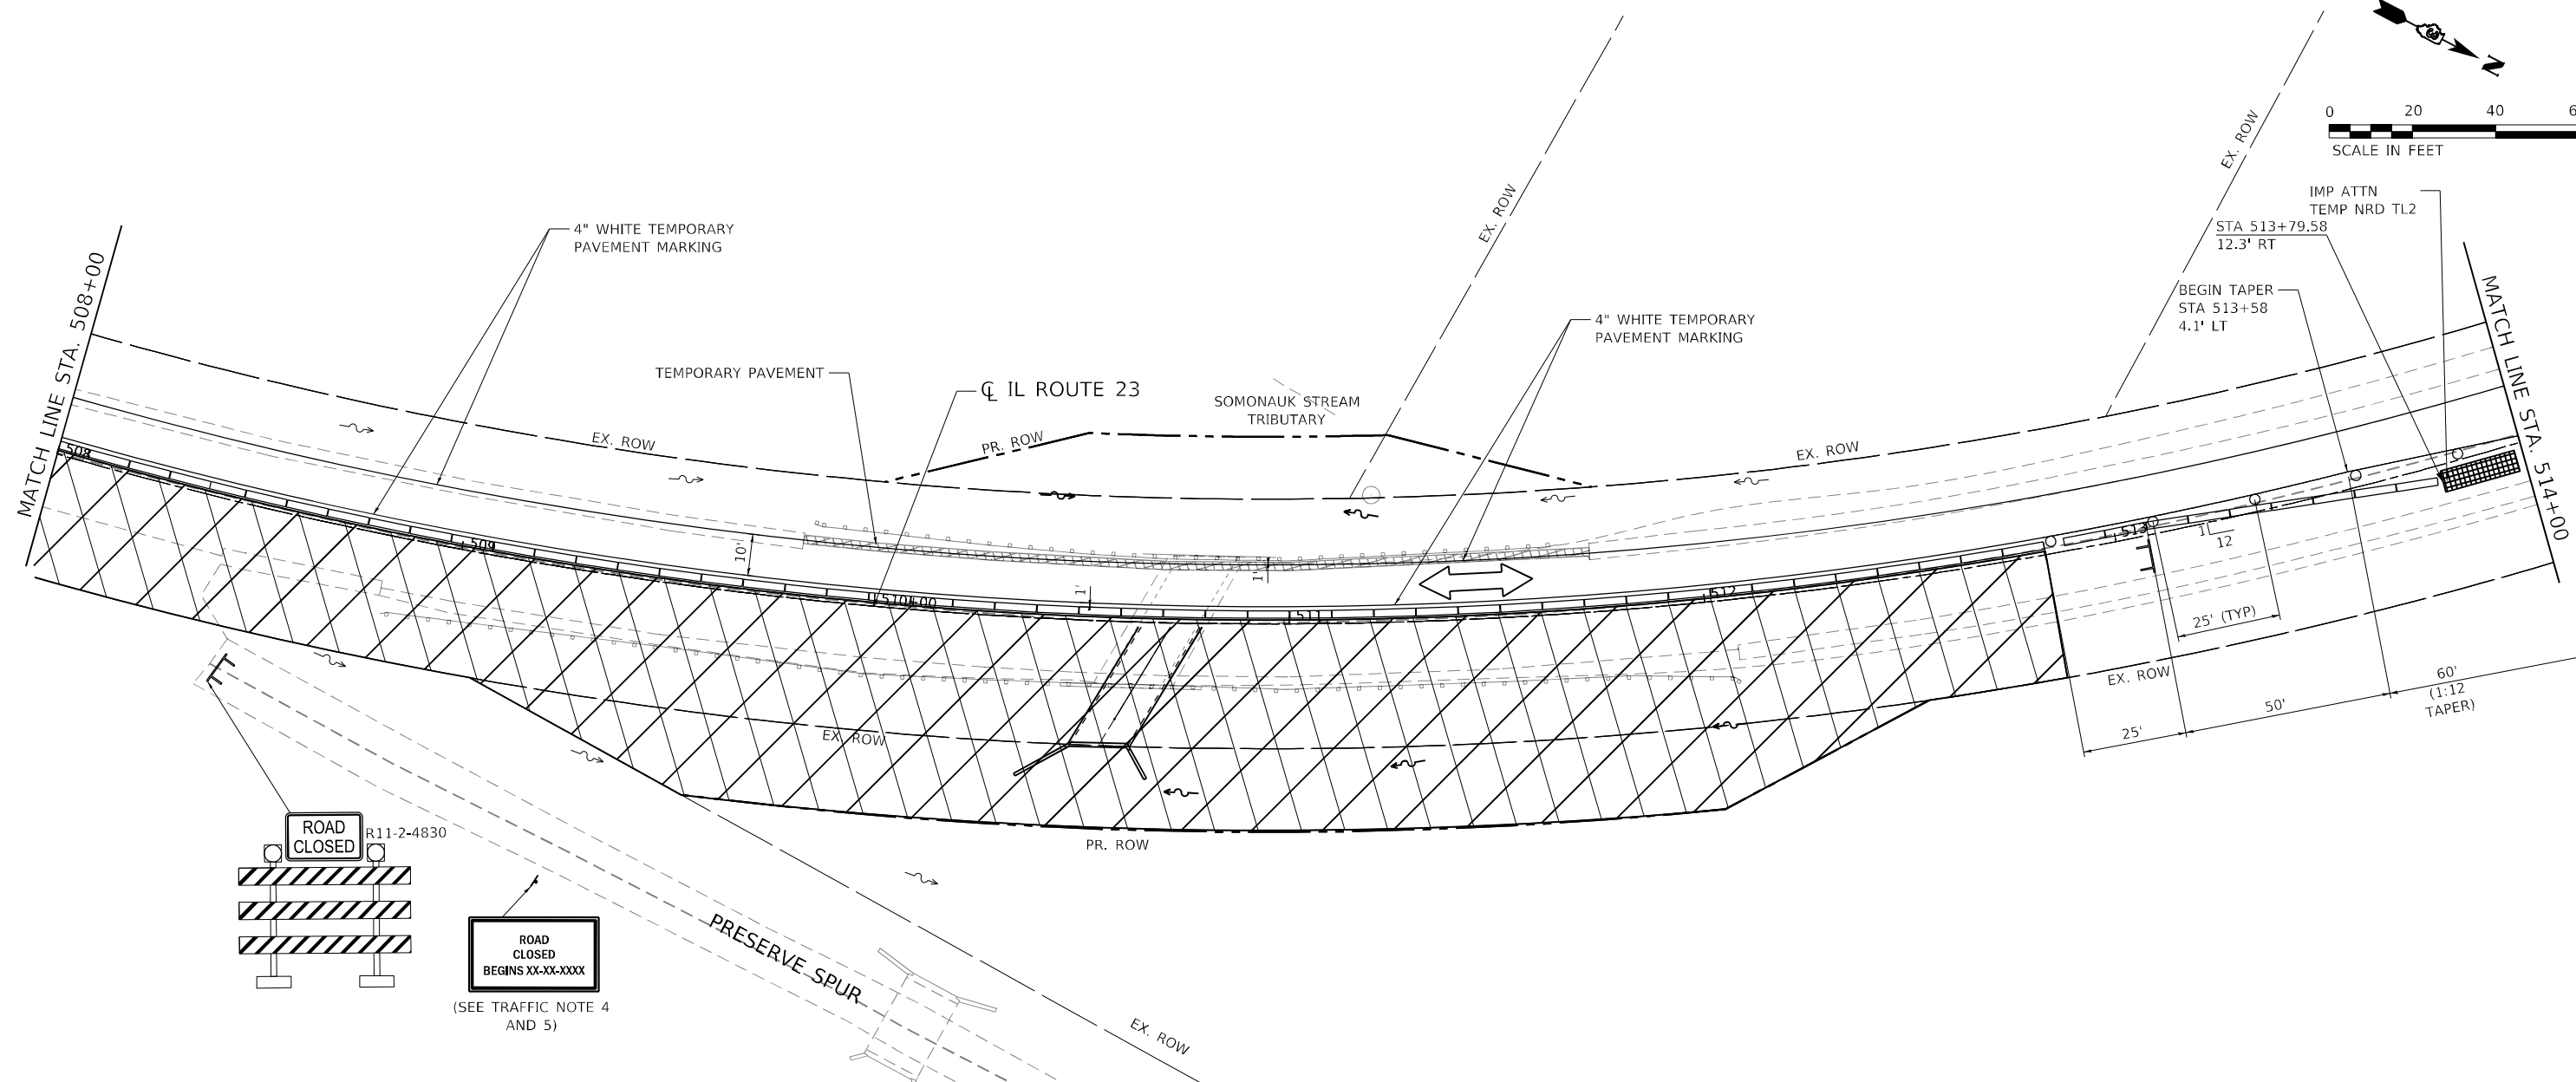 N
0 20 40
SCALE IN FEET
IMP ATTN
TEMP NRD TL2
STA 513+79.58
12.3' RT
BEGIN TAPER
STA 513+58
4.1' LT
MATCH LINE STA. 508+00
MATCH LINE STA. 514+00
4" WHITE TEMPORARY
PAVEMENT MARKING
4" WHITE TEMPORARY
PAVEMENT MARKING
TEMPORARY PAVEMENT
℄ IL ROUTE 23
SOMONAUK STREAM
TRIBUTARY
EX. ROW
EX. ROW
EX. ROW
PR. ROW
EX. ROW
508
509
510+00
511
512
513
10'
1'
1'
1
12
25' (TYP)
EX. ROW
25'
50'
60'
(1:12
TAPER)
EX. ROW
PR. ROW
ROAD
CLOSED
R11-2-4830
ROAD
CLOSED
BEGINS XX-XX-XXXX
(SEE TRAFFIC NOTE 4
AND 5)
PRESERVE SPUR
EX. ROW